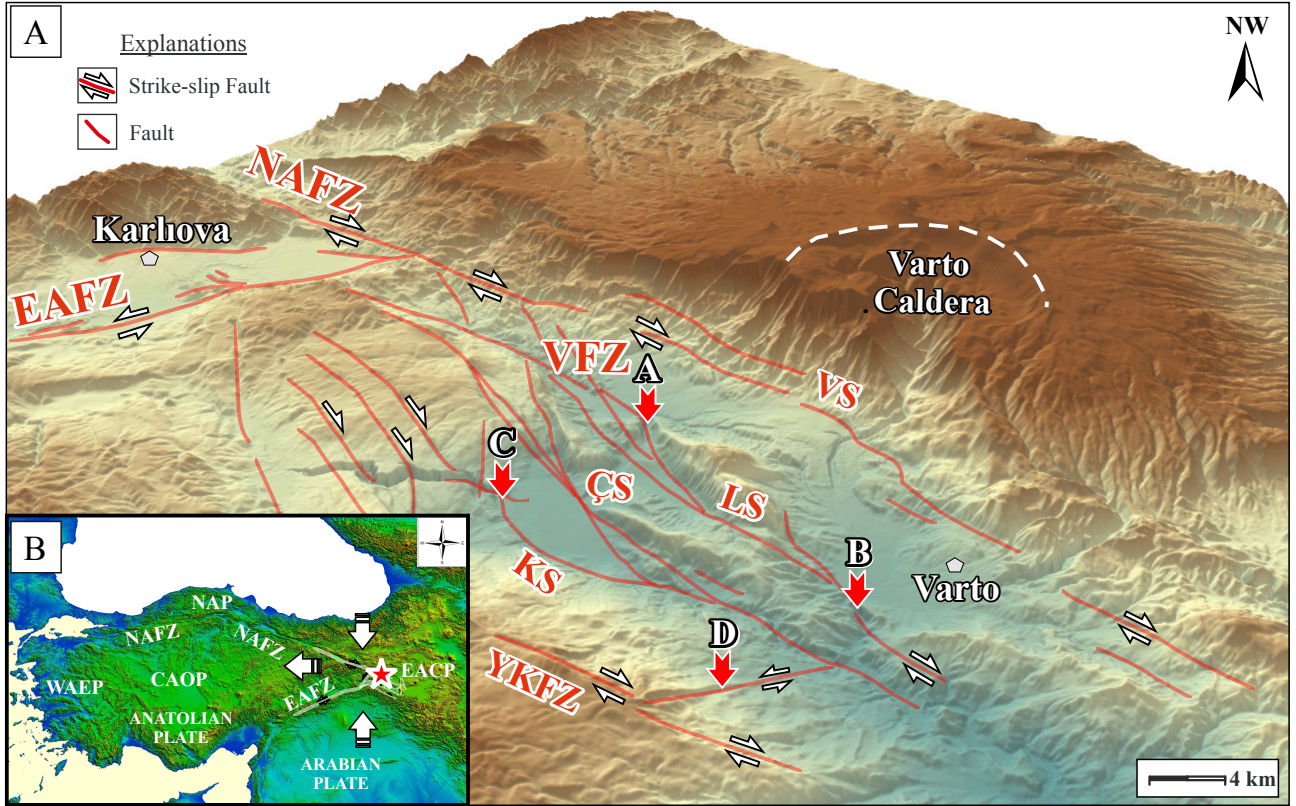 A
Explanations
Strike-slip Fault
Fault
NW
NAFZ
Karlıova
EAFZ
Varto
Caldera
VFZ
A
VS
C
ÇS
LS
B
KS
Varto
D
YKFZ
4 km
B
N
NAP
NAFZ
NAFZ
EACP
WAEP
CAOP
EAFZ
ANATOLIAN
PLATE
ARABIAN
PLATE